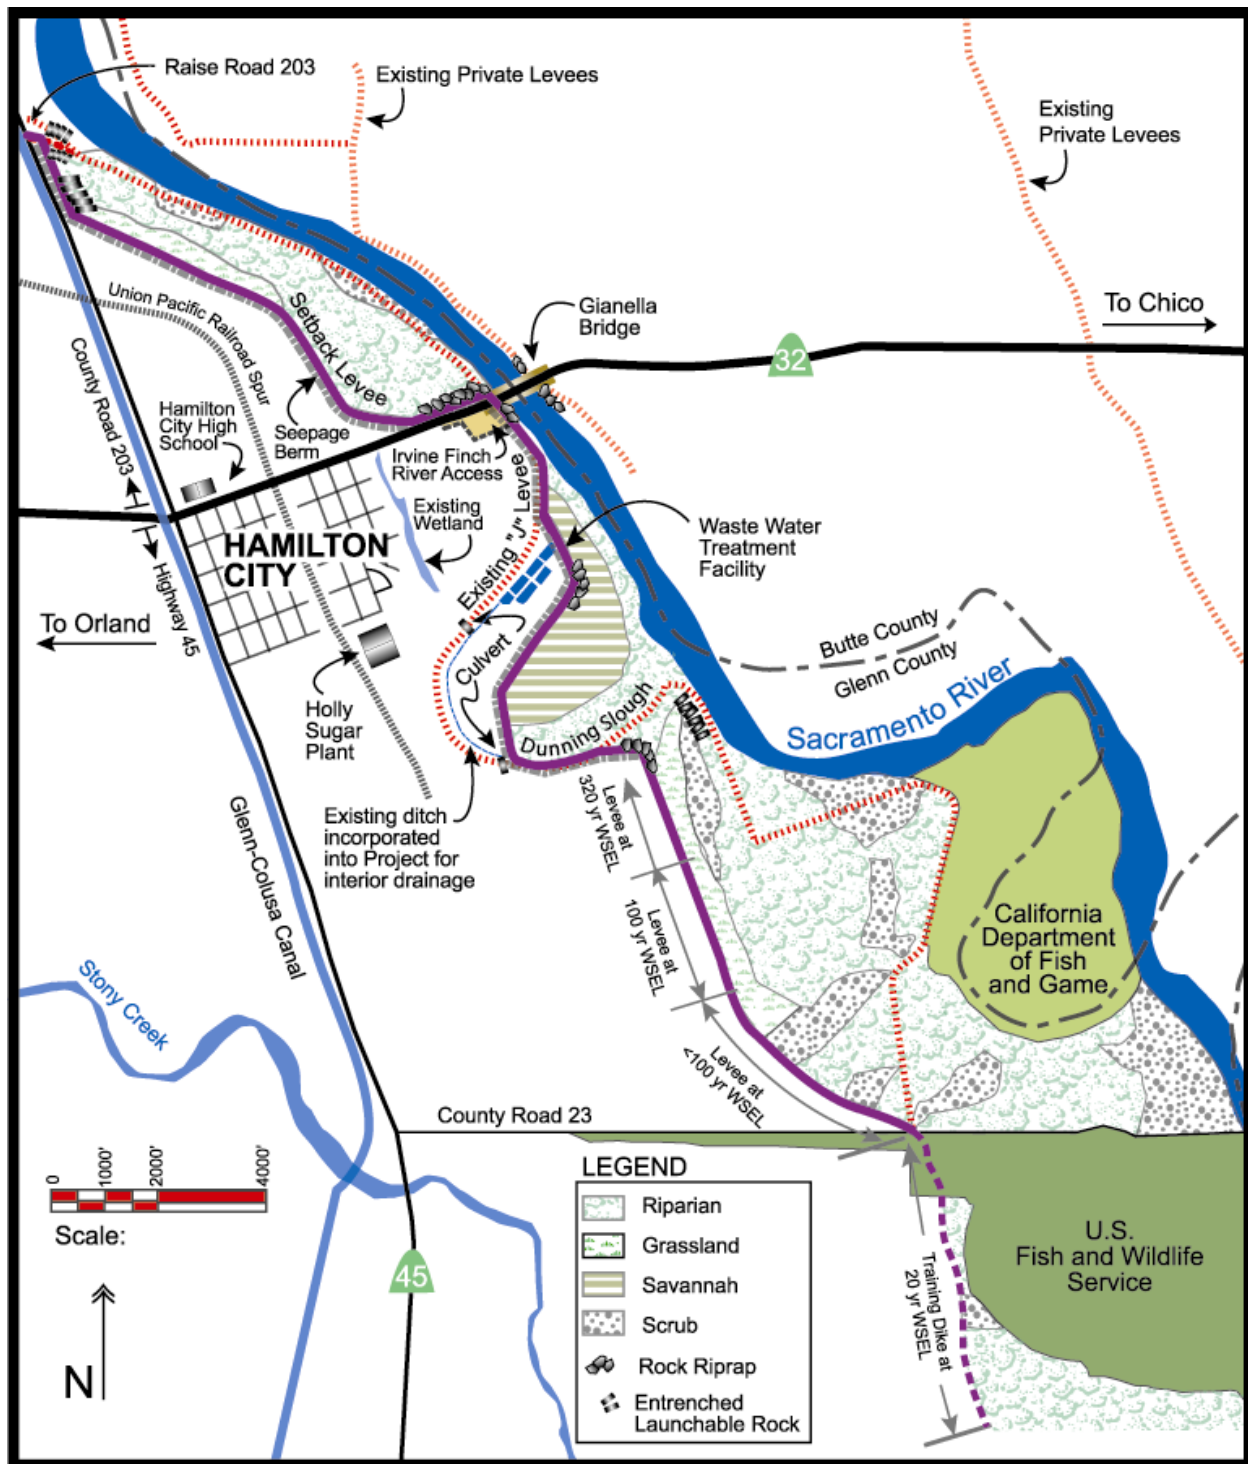 Raise Road 203
Existing Private Levees
Existing
Private Levees
Gianella
Bridge
To Chico
32
Union Pacific Railroad Spur
Setback Levee
County Road 203
Hamilton
City High
School
Seepage
Berm
Irvine Finch
River Access
Existing
Wetland
Existing "J" Levee
Waste Water
Treatment
Facility
HAMILTON
CITY
Highway 45
To Orland
Culvert
Butte County
Glenn County
Sacramento River
Holly
Sugar
Plant
Dunning Slough
Existing ditch
incorporated
into Project for
interior drainage
Levee at
320 yr WSEL
Glenn-Colusa Canal
Levee at
100 yr WSEL
California
Department
of Fish
and Game
Stony Creek
Levee at
<100 yr WSEL
County Road 23
0
1000'
2000'
4000'
Scale:
N
45
LEGEND
Riparian
Grassland
Savannah
Scrub
Rock Riprap
Entrenched
Launchable Rock
Training Dike at
20 yr WSEL
U.S.
Fish and Wildlife
Service